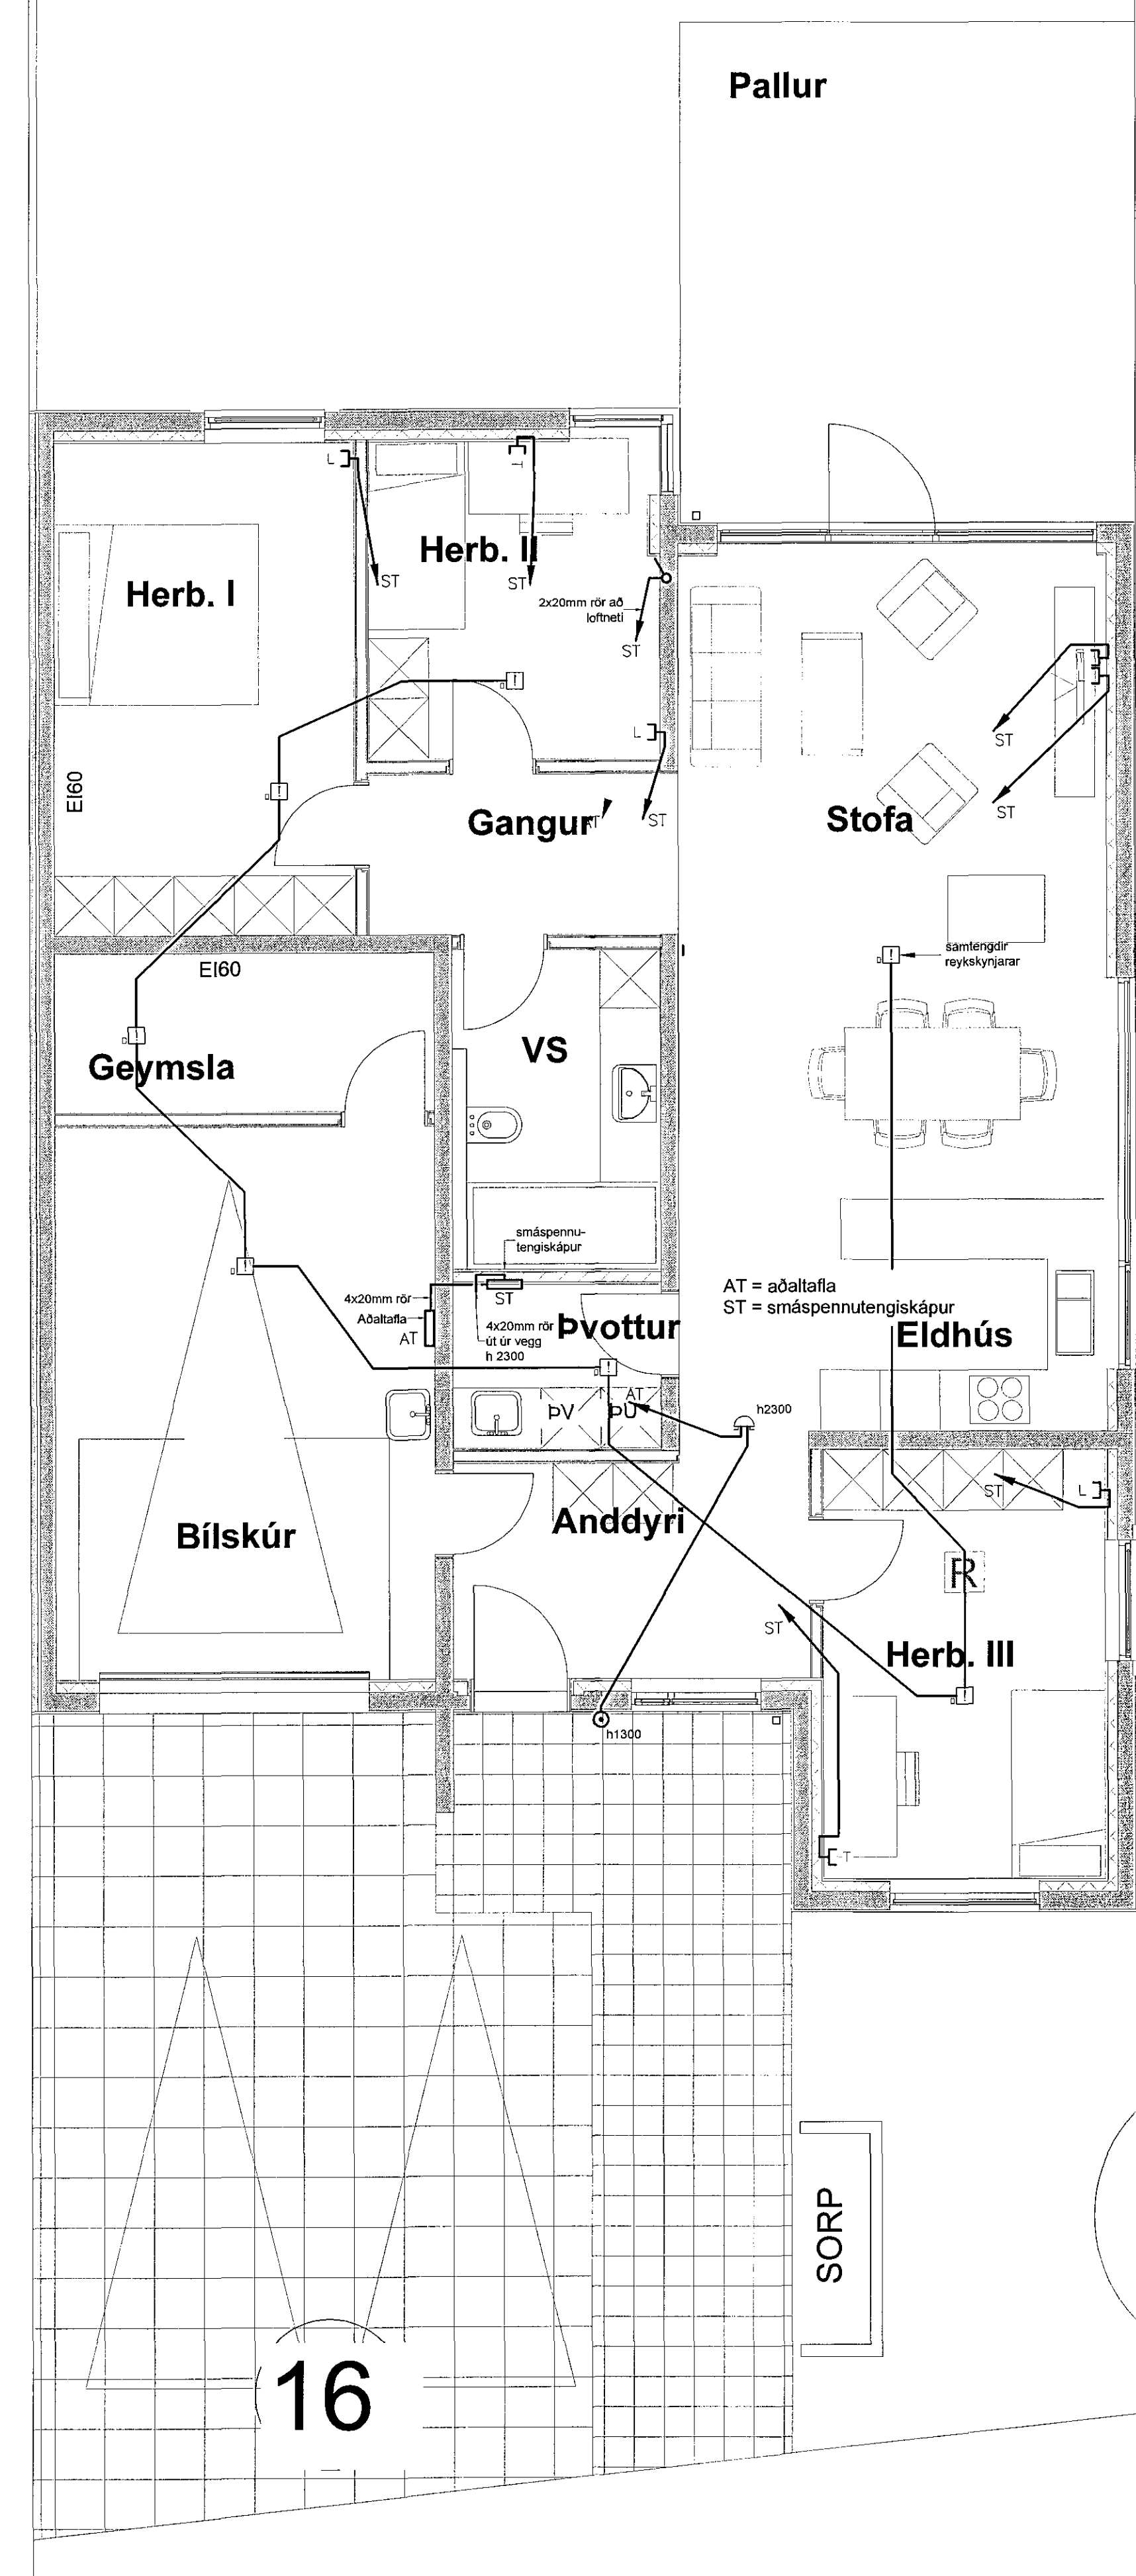 Pallur
L
T
Herb. II
ST
ST
Herb. I
2x20mm rör að
loftneti
ST
L
ST
EI60
Gangur
AT
ST
Stofa
ST
samtengdir
reykskynjarar
EI60
VS
Geymsla
smáspennu-
tengiskápur
AT = aðaltafla
ST = smáspennutengiskápur
4x20mm rör
ST
Aðaltafla
AT
4x20mm rör
út úr vegg
h 2300
Þvottur
Eldhús
AT
h2300
ÞV
ÞU
ST
L
Anddyri
Bílskúr
R
ST
Herb. III
h1300
T
SORP
16